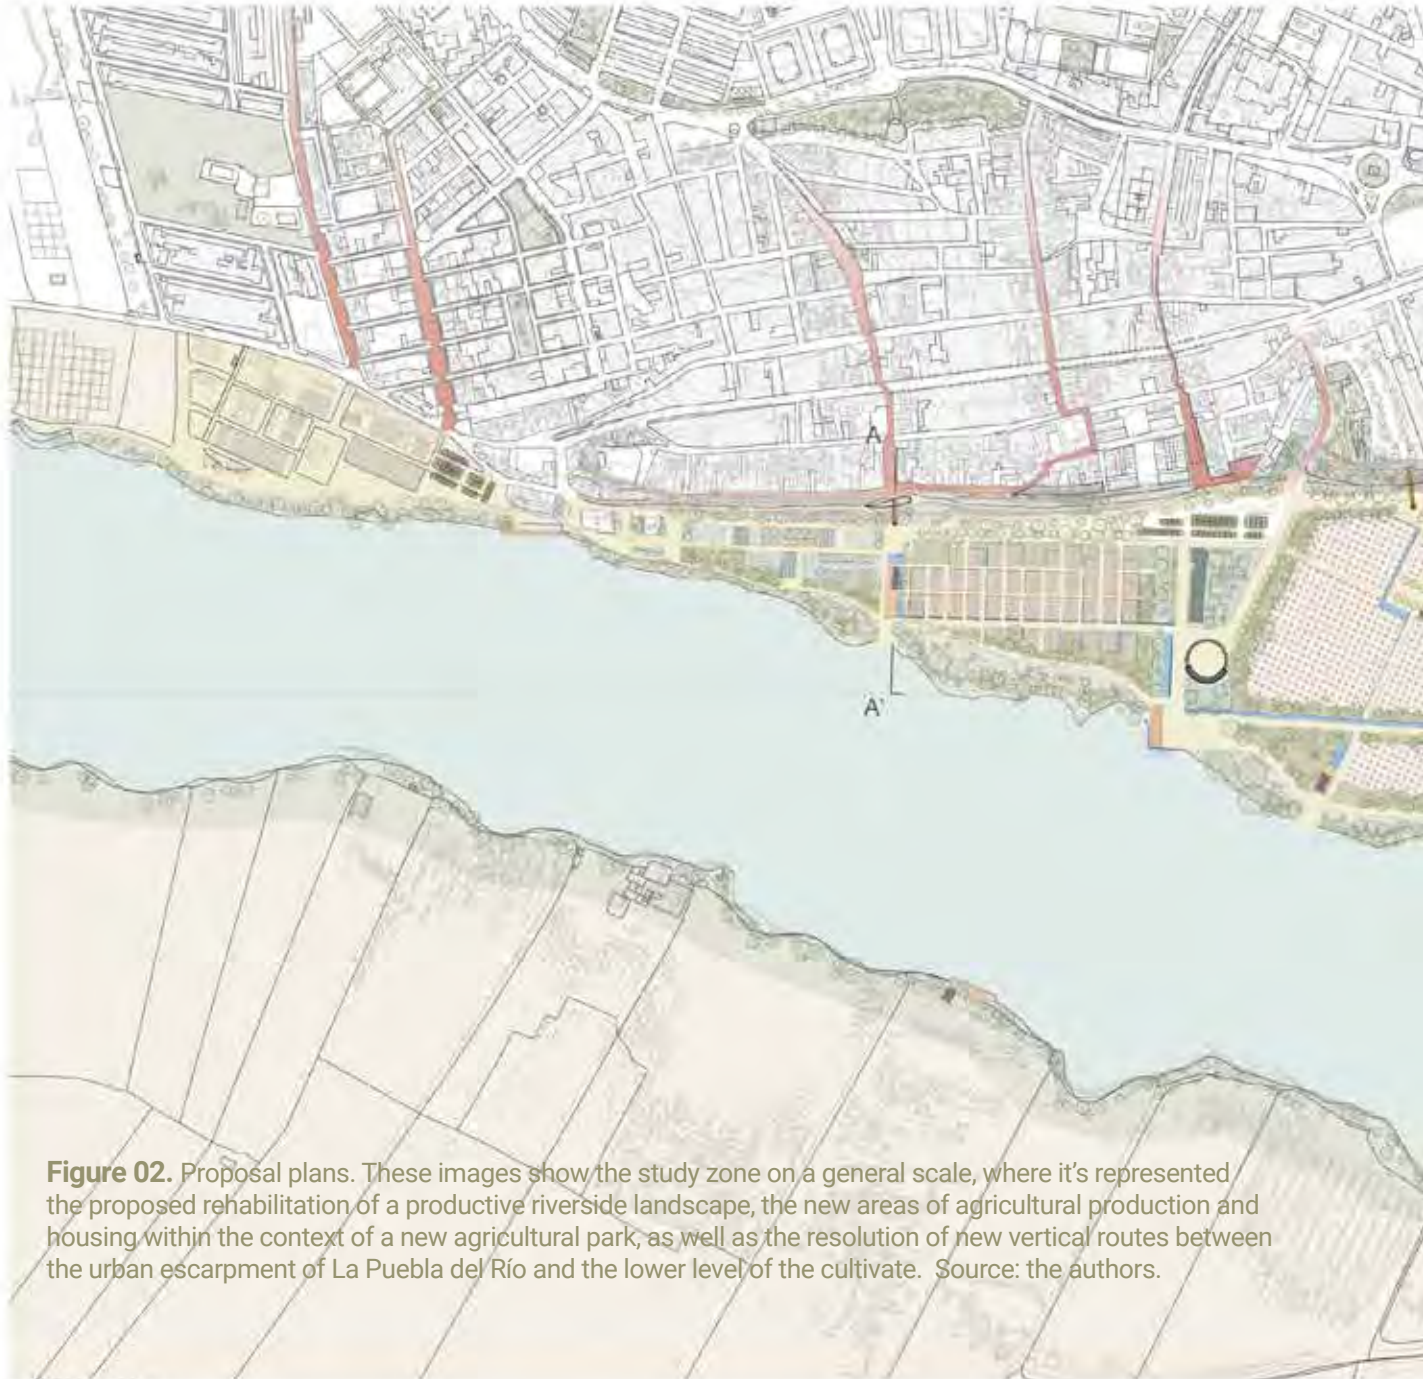 A
A'
Figure 02. Proposal plans. These images show the study zone on a general scale, where it's represented
the proposed rehabilitation of a productive riverside landscape, the new areas of agricultural production and
housing within the context of a new agricultural park, as well as the resolution of new vertical routes between
the urban escarpment of La Puebla del Río and the lower level of the cultivate. Source: the authors.